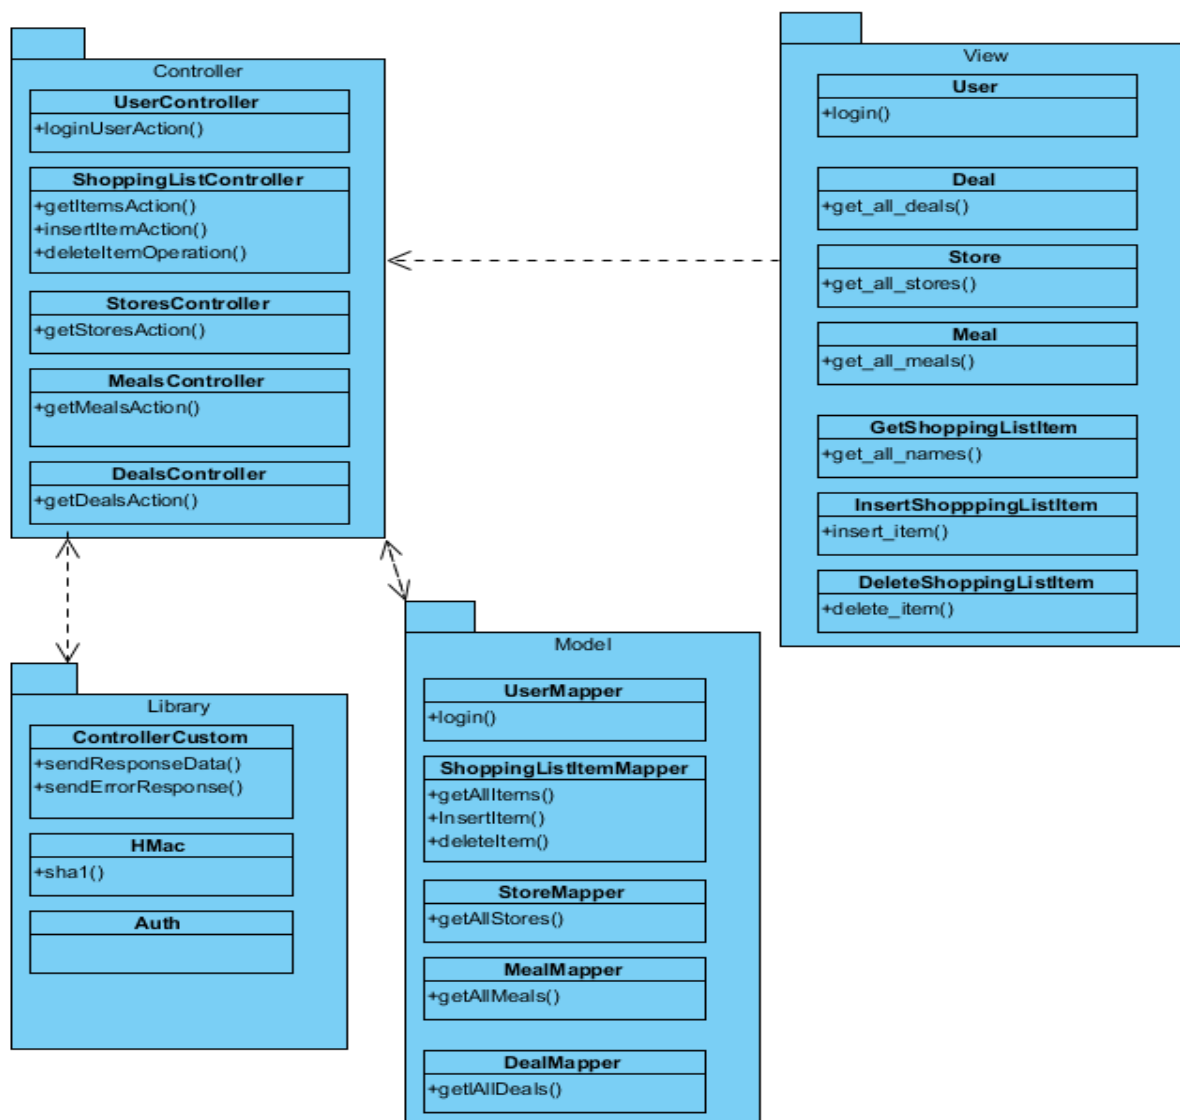 Controller
UserController
+loginUserAction()
ShoppingListController
+getItemsAction()
+insertItemAction()
+deleteItemOperation()
StoresController
+getStoresAction()
MealsController
+getMealsAction()
DealsController
+getDealsAction()
View
User
+login()
Deal
+get_all_deals()
Store
+get_all_stores()
Meal
+get_all_meals()
GetShoppingListItem
+get_all_names()
InsertShopppingListItem
+insert_item()
DeleteShoppingListItem
+delete_item()
Library
ControllerCustom
+sendResponseData()
+sendErrorResponse()
HMac
+sha1()
Auth
Model
UserMapper
+login()
ShoppingListItemMapper
+getAllItems()
+InsertItem()
+deleteItem()
StoreMapper
+getAllStores()
MealMapper
+getAllMeals()
DealMapper
+getlAllDeals()